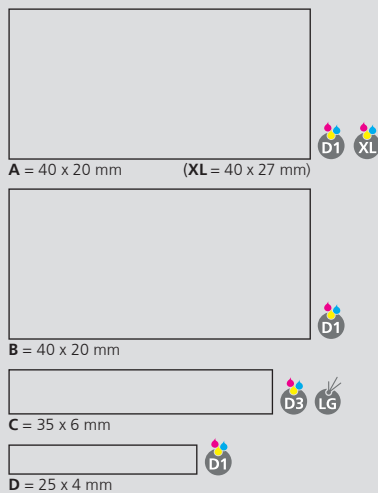 D1 XL
A = 40 x 20 mm (XL = 40 x 27 mm)
D1
B = 40 x 20 mm
D3 LG
C = 35 x 6 mm
D1
D = 25 x 4 mm